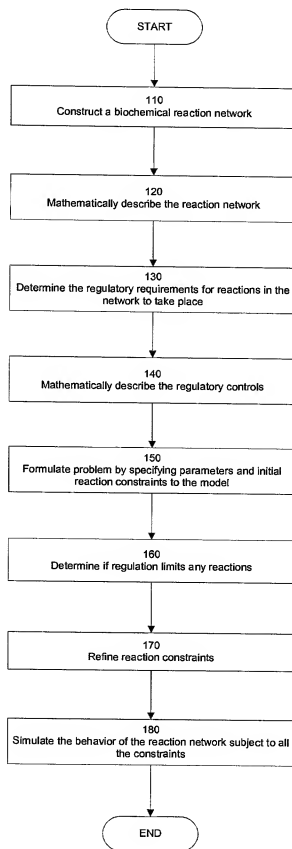 START
110
Construct a biochemical reaction network
120
Mathematically describe the reaction network
130
Determine the regulatory requirements for reactions in the
network to take place
140
Mathematically describe the regulatory controls
150
Formulate problem by specifying parameters and initial
reaction constraints to the model
160
Determine if regulation limits any reactions
170
Refine reaction constraints
180
Simulate the behavior of the reaction network subject to all
the constraints
END